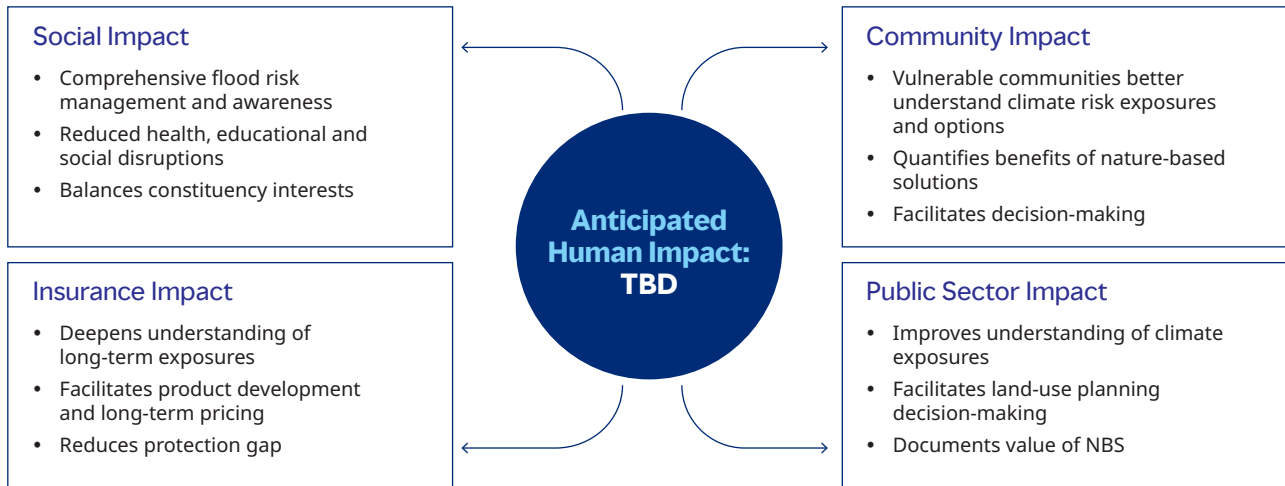 Social Impact
• Comprehensive flood risk
management and awareness
• Reduced health, educational and
social disruptions
• Balances constituency interests
Community Impact
• Vulnerable communities better
understand climate risk exposures
and options
• Quantifies benefits of nature-based
solutions
• Facilitates decision-making
Anticipated
Human Impact:
TBD
Insurance Impact
• Deepens understanding of
long-term exposures
• Facilitates product development
and long-term pricing
• Reduces protection gap
Public Sector Impact
• Improves understanding of climate
exposures
• Facilitates land-use planning
decision-making
• Documents value of NBS